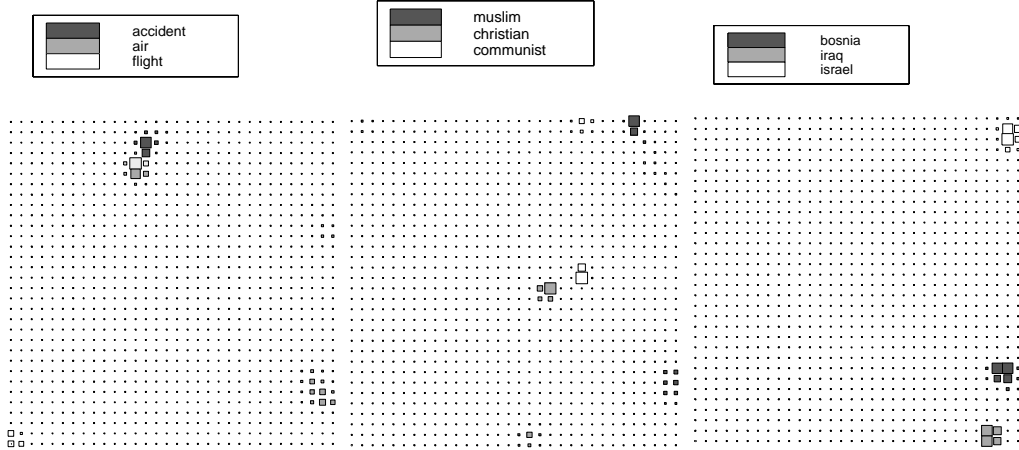 accident
air
flight
muslim
christian
communist
bosnia
iraq
israel